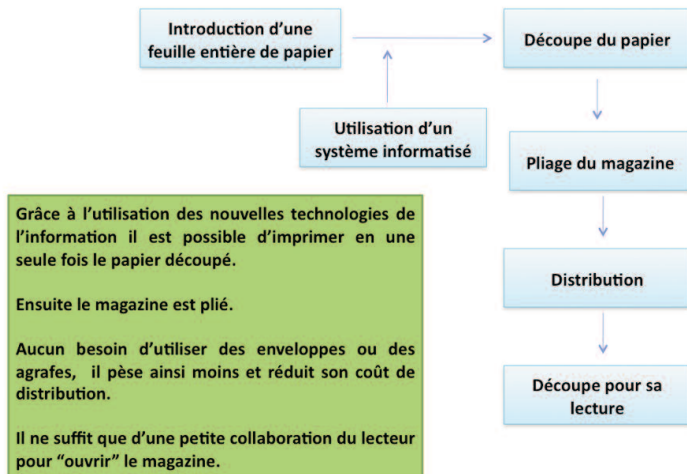 Introduction d’une
feuille entière de papier
Découpe du papier
Utilisation d’un
système informatisé
Pliage du magazine
Grâce à l’utilisation des nouvelles technologies de
l’information il est possible d’imprimer en une
seule fois le papier découpé.
Ensuite le magazine est plié.
Aucun besoin d’utiliser des enveloppes ou des
agrafes, il pèse ainsi moins et réduit son coût de
distribution.
Il ne suffit que d’une petite collaboration du lecteur
pour “ouvrir” le magazine.
Distribution
Découpe pour sa
lecture